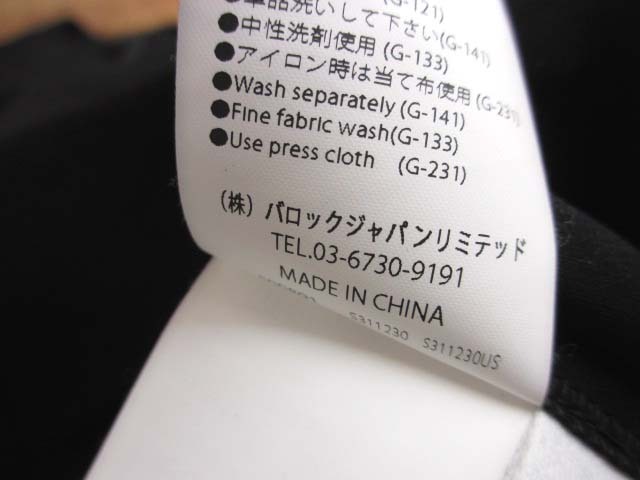 (G-121)
●単品洗いして下さい(G-141)
●中性洗剤使用 (G-133)
●アイロン時は当て布使用 (G-231)
●Wash separately (G-141)
●Fine fabric wash(G-133)
●Use press cloth (G-231)
(株) バロックジャパンリミテッド
TEL.03-6730-9191
MADE IN CHINA
S311230 S311230US